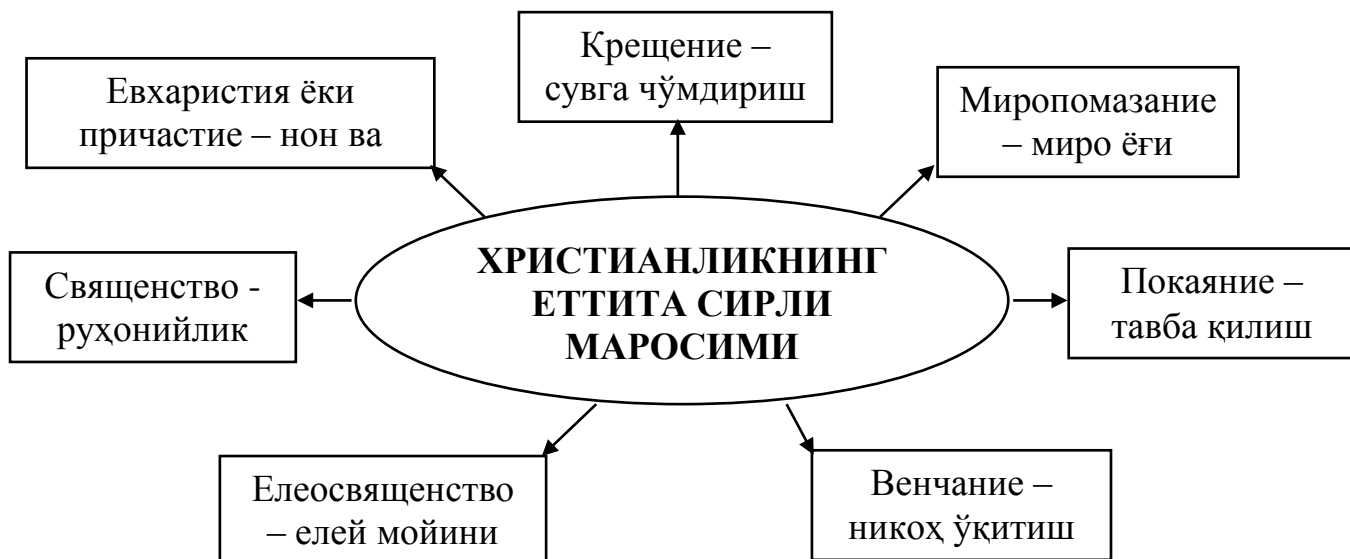 Крещение –
сувга чўмдириш
Евхаристия ёки
причастие – нон ва
Миропомазание
– миро ёғи
ХРИСТИАНЛИКНИНГ
ЕТТИТА СИРЛИ
МАРОСИМИ
Священство -
руҳонийлик
Покаяние –
тавба қилиш
Елеосвященство
– елей мойини
Венчание –
никоҳ ўқитиш